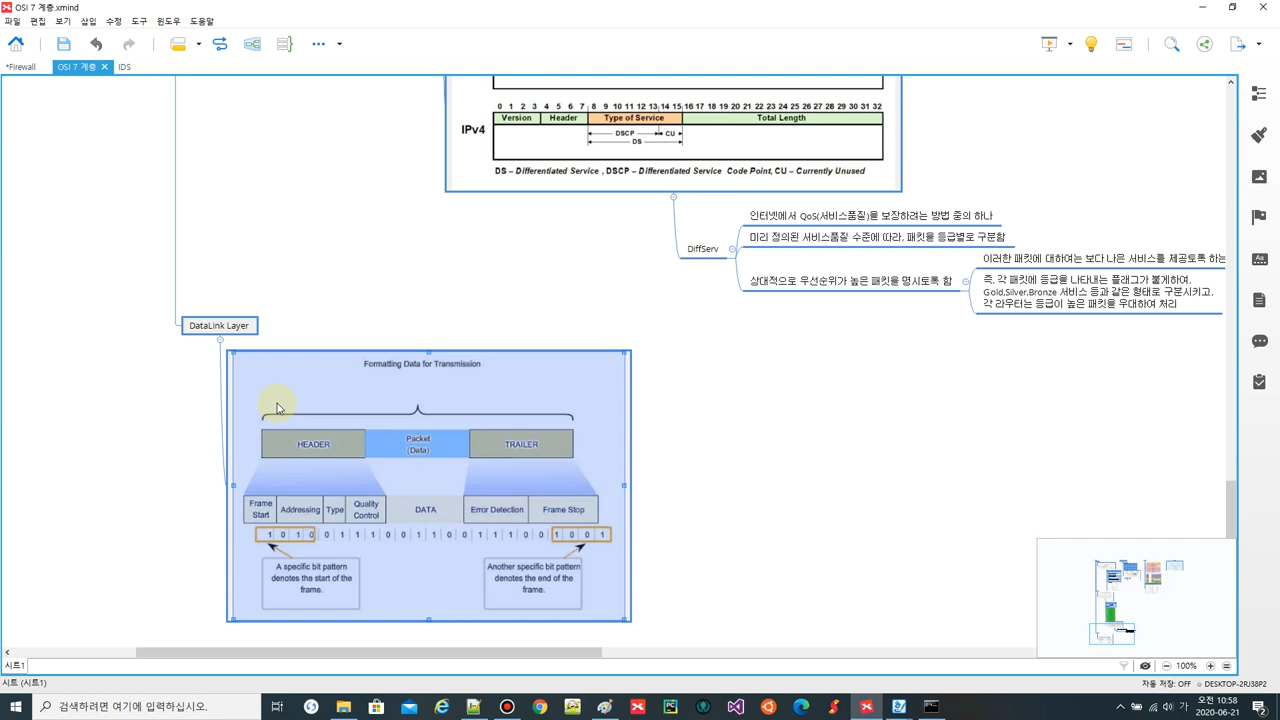 OSI 7 계층.xmind
파일 편집 보기 삽입 수정 도구 윈도우 도움말
*Firewall OSI 7 계층 IDS
0 1 2 3 4 5 6 7 8 9 10 11 12 13 14 15 16 17 18 19 20 21 22 23 24 25 26 27 28 29 30 31 32
IPv4
Version Header Type of Service Total Length
DSCP CU
DS
DS – Differentiated Service , DSCP – Differentiated Service Code Point, CU – Currently Unused
DiffServ
인터넷에서 QoS(서비스품질)을 보장하려는 방법 중의 하나
미리 정의된 서비스품질 수준에 따라, 패킷을 등급별로 구분함
상대적으로 우선순위가 높은 패킷을 명시토록 함
이러한 패킷에 대하여는 보다 나은 서비스를 제공토록 하는
즉, 각 패킷에 등급을 나타내는 플래그가 붙게하여,
Gold,Silver,Bronze 서비스 등과 같은 형태로 구분시키고,
각 라우터는 등급이 높은 패킷을 우대하여 처리
DataLink Layer
Formatting Data for Transmission
HEADER Packet TRAILER
(Data)
Frame Start Addressing Type Quality Control DATA Error Detection Frame Stop
1 0 1 0 0 1 1 1 0 0 1 1 0 0 1 1 1 0 0 1 0 0 1
A specific bit pattern
denotes the start of the
frame.
Another specific bit pattern
denotes the end of the
frame.
시트1
100%
시트 (시트1)
자동 저장: OFF DESKTOP-2RJ38P2
검색하려면 여기에 입력하십시오.
가 오전 10:58
2020-06-21